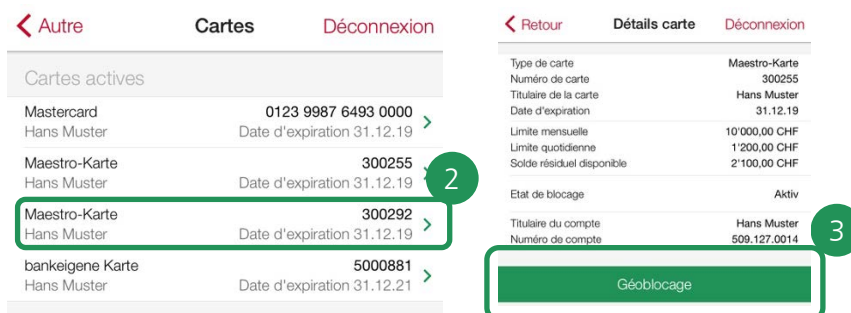 Autre Cartes Déconnexion
Cartes actives
Mastercard 0123 9987 6493 0000
Hans Muster Date d'expiration 31.12.19
Maestro-Karte 300255
Hans Muster Date d'expiration 31.12.19
2
Maestro-Karte 300292
Hans Muster Date d'expiration 31.12.19
bankeigene Karte 5000881
Hans Muster Date d'expiration 31.12.21
Retour Détails carte Déconnexion
Type de carte Maestro-Karte
Numéro de carte 300255
Titulaire de la carte Hans Muster
Date d'expiration 31.12.19
Limite mensuelle 10'000,00 CHF
Limite quotidienne 1'200,00 CHF
Solde résiduel disponible 2'100,00 CHF
Etat de blocage Aktiv
Titulaire du compte Hans Muster
Numéro de compte 509.127.0014
3
Géoblocage